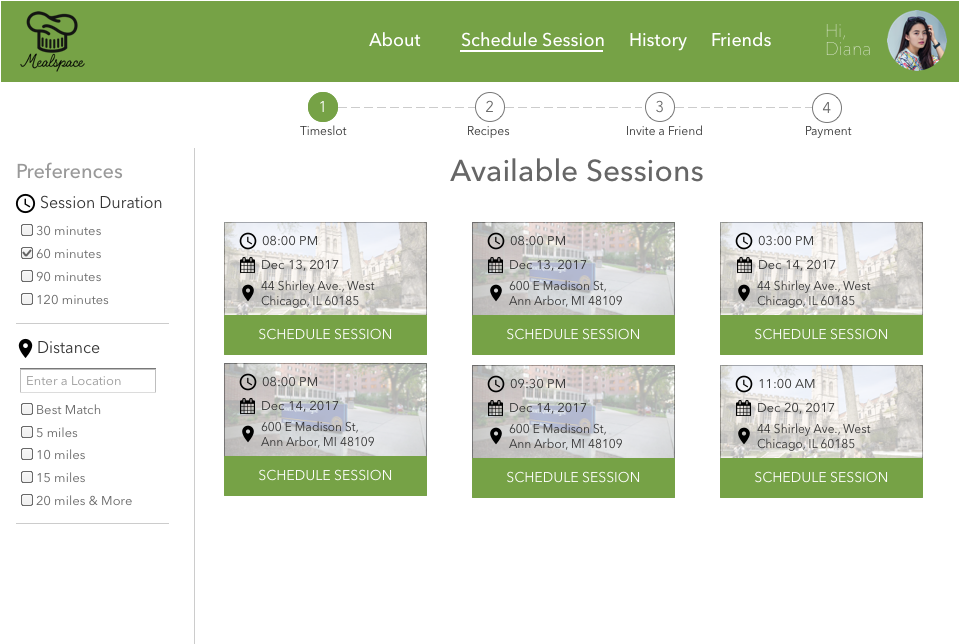 Mealspace
About
Schedule Session
History
Friends
Hi,
Diana
1
2
3
4
Timeslot
Recipes
Invite a Friend
Payment
Preferences
Session Duration
30 minutes
60 minutes
90 minutes
120 minutes
Distance
Enter a Location
Best Match
5 miles
10 miles
15 miles
20 miles & More
Available Sessions
08:00 PM
Dec 13, 2017
44 Shirley Ave., West
Chicago, IL 60185
SCHEDULE SESSION
08:00 PM
Dec 13, 2017
600 E Madison St,
Ann Arbor, MI 48109
SCHEDULE SESSION
03:00 PM
Dec 14, 2017
44 Shirley Ave., West
Chicago, IL 60185
SCHEDULE SESSION
08:00 PM
Dec 14, 2017
600 E Madison St,
Ann Arbor, MI 48109
SCHEDULE SESSION
09:30 PM
Dec 14, 2017
600 E Madison St,
Ann Arbor, MI 48109
SCHEDULE SESSION
11:00 AM
Dec 20, 2017
44 Shirley Ave., West
Chicago, IL 60185
SCHEDULE SESSION